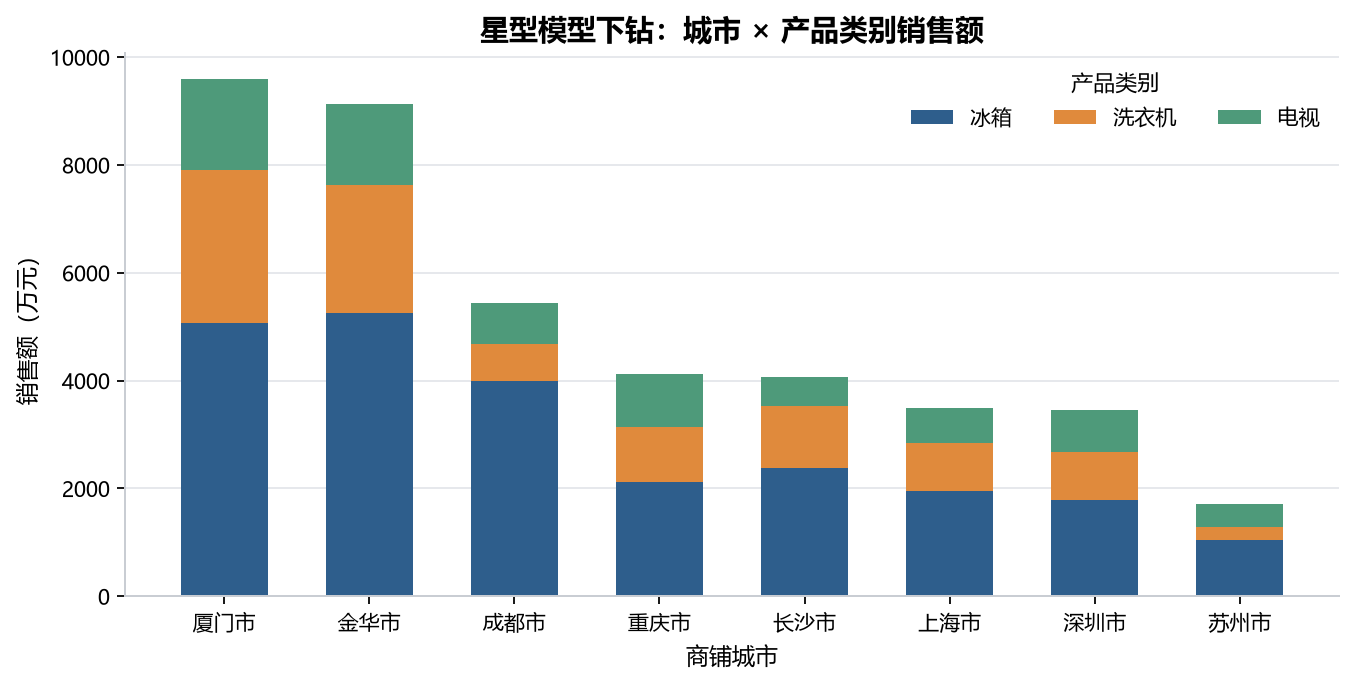 星型模型下钻：城市 × 产品类别销售额
产品类别
冰箱 洗衣机 电视
销售额（万元）
10000
8000
6000
4000
2000
0
厦门市 金华市 成都市 重庆市 长沙市 上海市 深圳市 苏州市
商铺城市